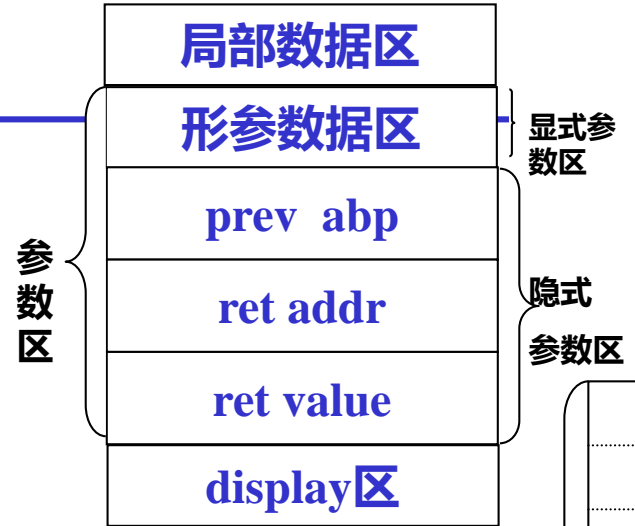 局部数据区
形参数据区
显式参
数区
prev abp
参
数
区
ret addr
隐式
参数区
ret value
display区